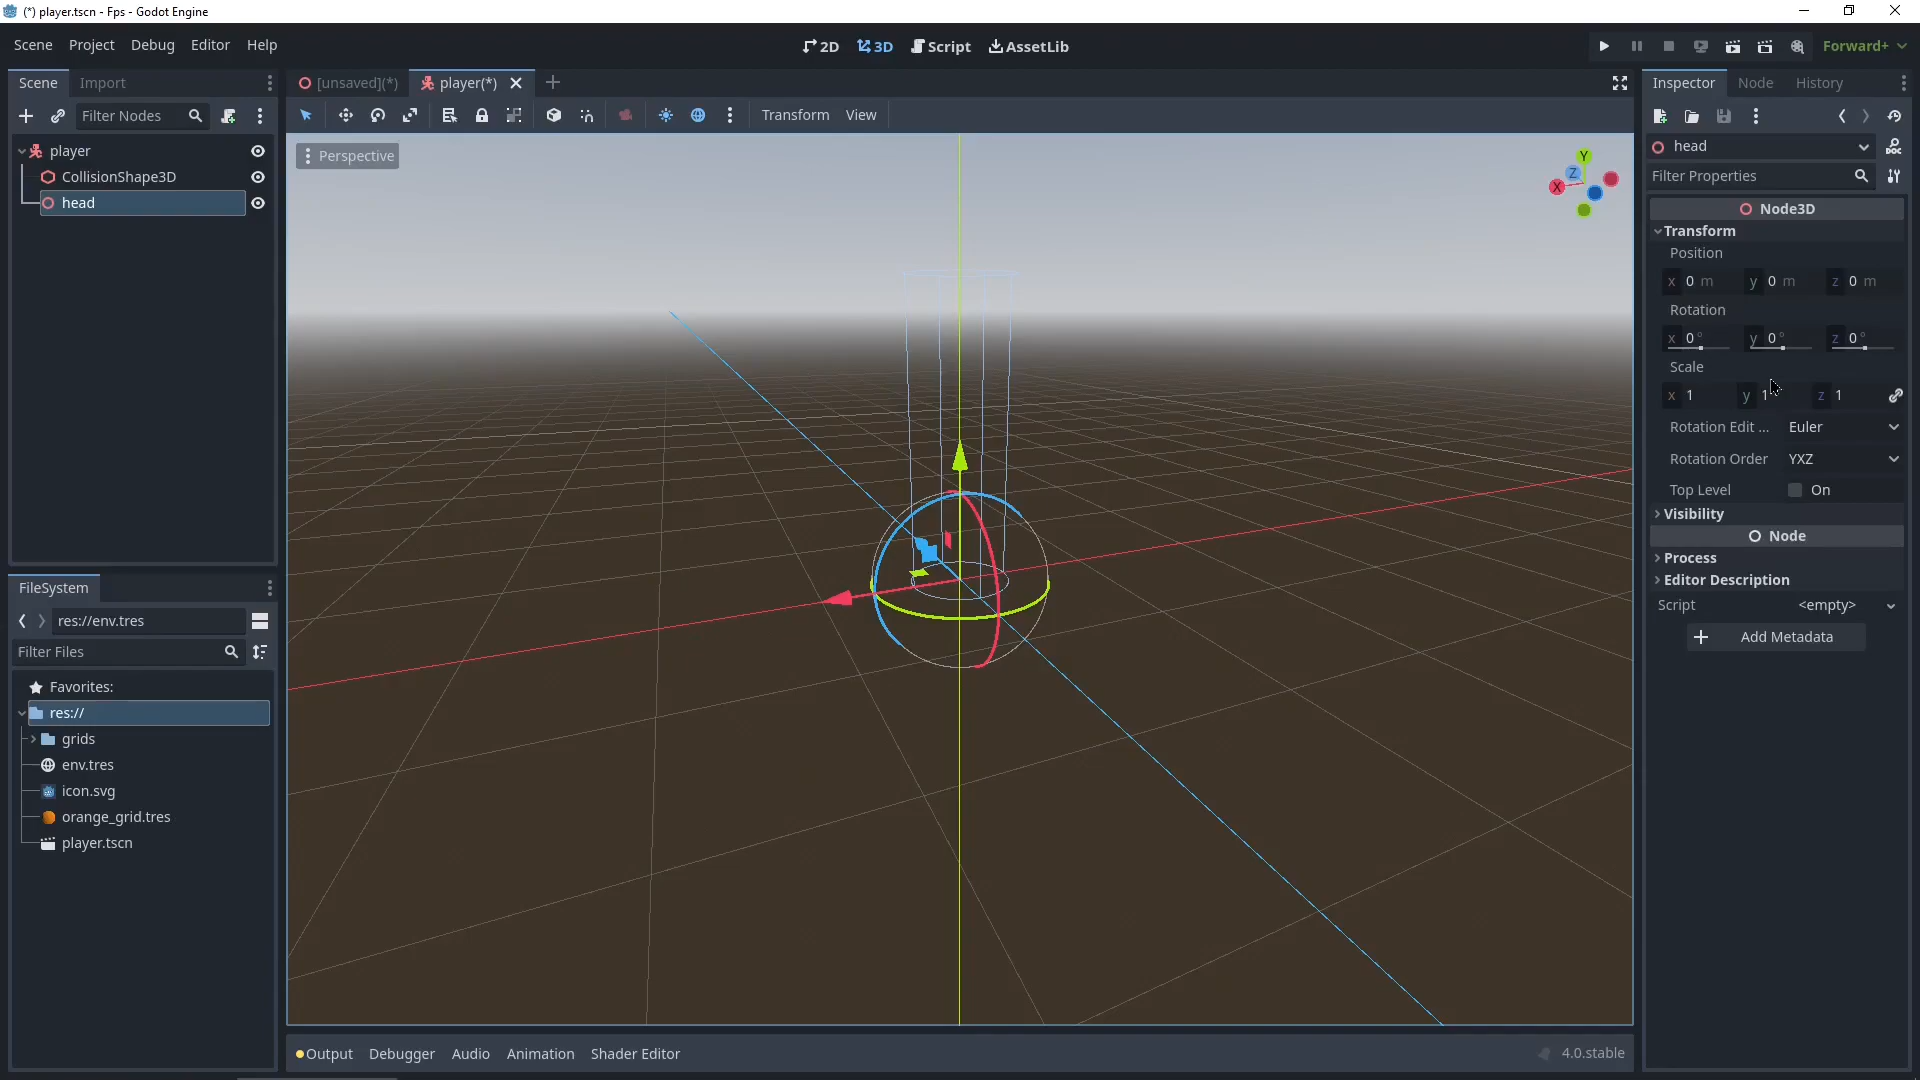 (*) player.tscn - Fps - Godot Engine
Scene Project Debug Editor Help
2D 3D Script AssetLib
Forward+
Scene Import
[unsaved](*) player(*)
Inspector Node History
Filter Nodes
Transform View
player
CollisionShape3D
head
Perspective
Y
Z
X
head
Filter Properties
Node3D
Transform
Position
x 0 m y 0 m z 0 m
Rotation
x 0 ° y 0 ° z 0 °
Scale
x 1 y 1 z 1
Rotation Edit ... Euler
Rotation Order YXZ
Top Level On
Visibility
Node
Process
Editor Description
Script <empty>
Add Metadata
FileSystem
res://env.tres
Filter Files
Favorites:
res://
grids
env.tres
icon.svg
orange_grid.tres
player.tscn
Output Debugger Audio Animation Shader Editor
4.0.stable